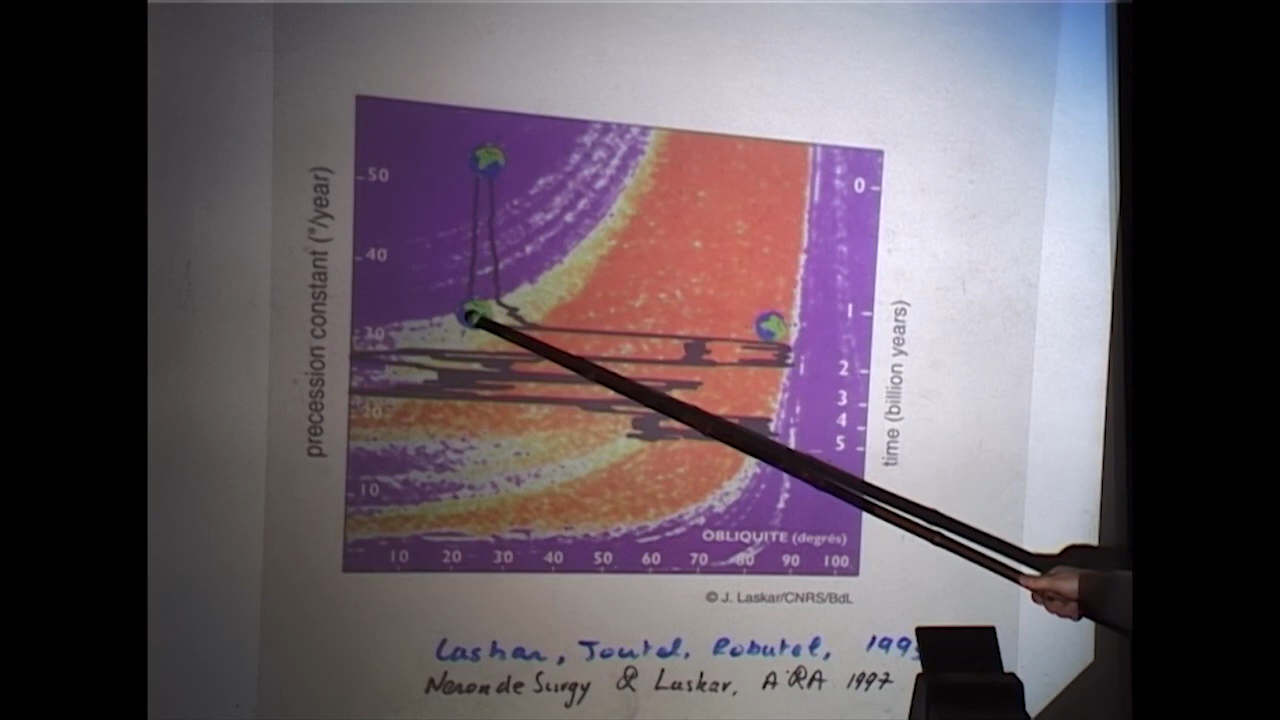 precession constant ("/year)
50
40
30
20
10
0
1
2
3
4
5
time (billion years)
OBLIQUITE (degrés)
10 20 30 40 50 60 70 80 90 100
© J. Laskar/CNRS/BdL
Laskar, Joutel, Robutel, 1993
Neron de Surgy & Laskar, A&A 1997